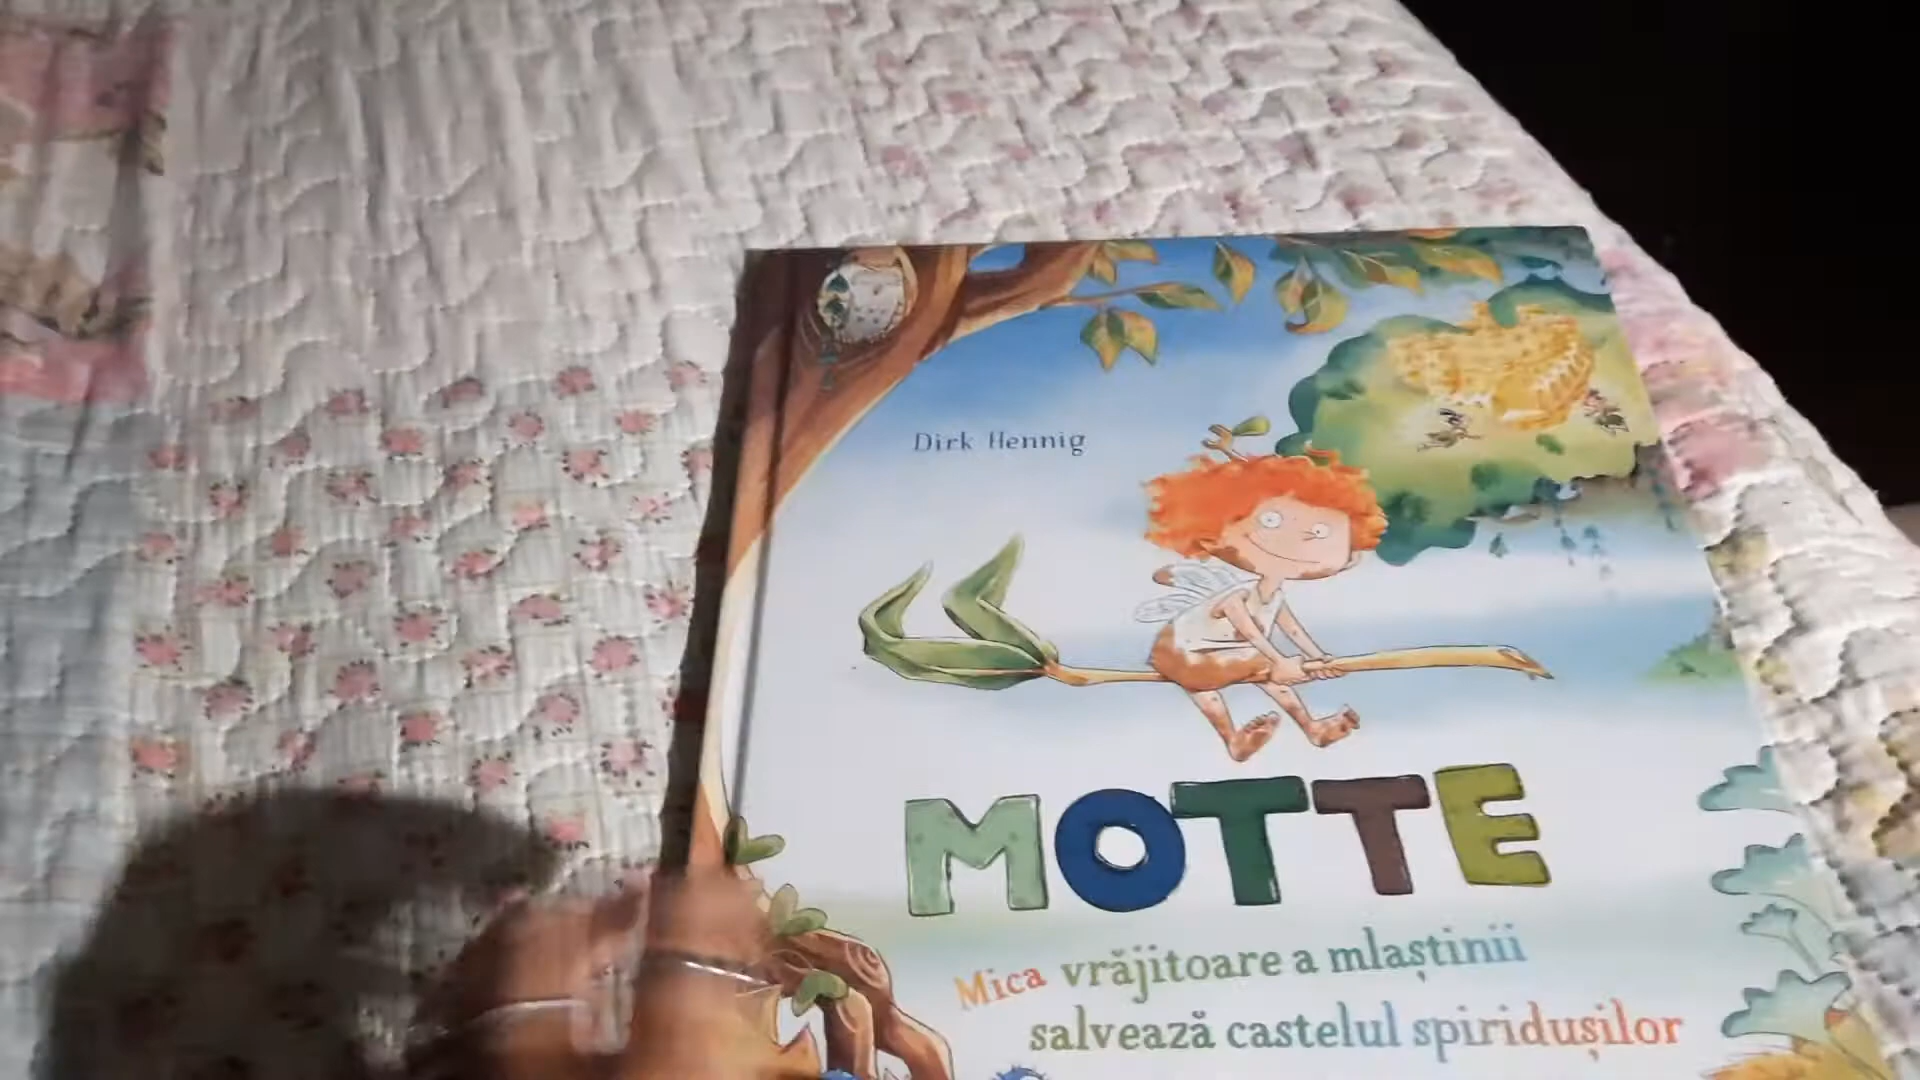 Dirk Hennig
MOTTE
Mica vrăjitoare a mlaștinii
salvează castelul spiridușilor